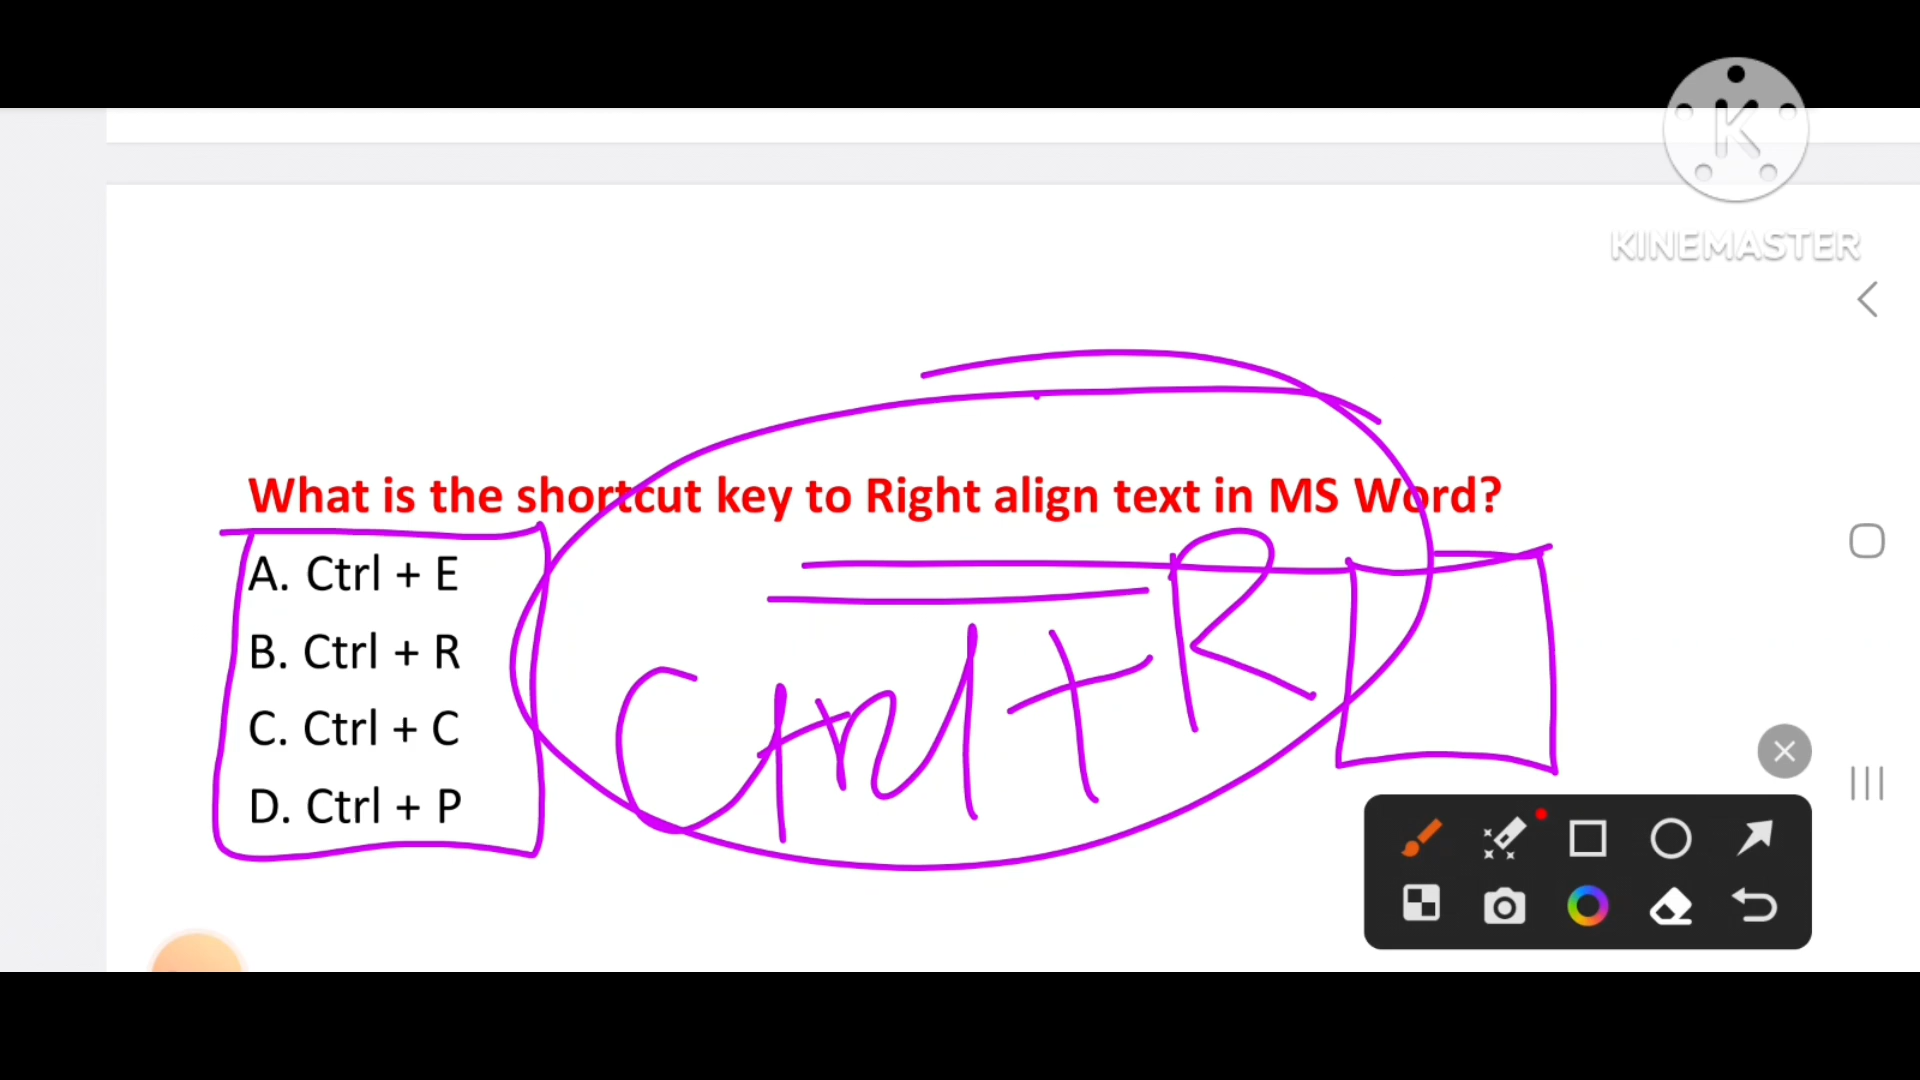 K
KINEMASTER
What is the shortcut key to Right align text in MS Word?
A. Ctrl + E
B. Ctrl + R
C. Ctrl + C
D. Ctrl + P
Ctrl + R